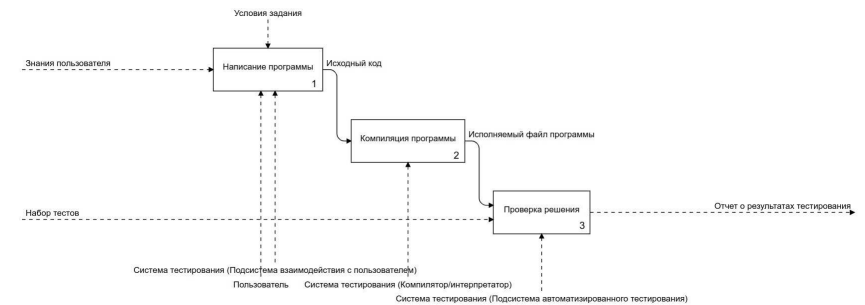 Условия задания
Знания пользователя
Написание программы
1
Исходный код
Компиляция программы
2
Исполняемый файл программы
Набор тестов
Проверка решения
3
Отчет о результатах тестирования
Система тестирования (Подсистема взаимодействия с пользователем)
Пользователь
Система тестирования (Компилятор/интерпретатор)
Система тестирования (Подсистема автоматизированного тестирования)